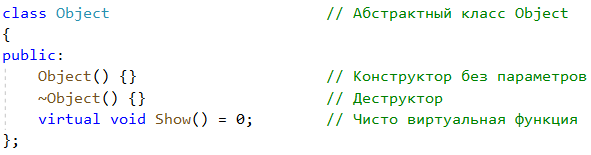 class Object // Абстрактный класс Object
{
public:
Object() {} // Конструктор без параметров
~Object() {} // Деструктор
virtual void Show() = 0; // Чисто виртуальная функция
};